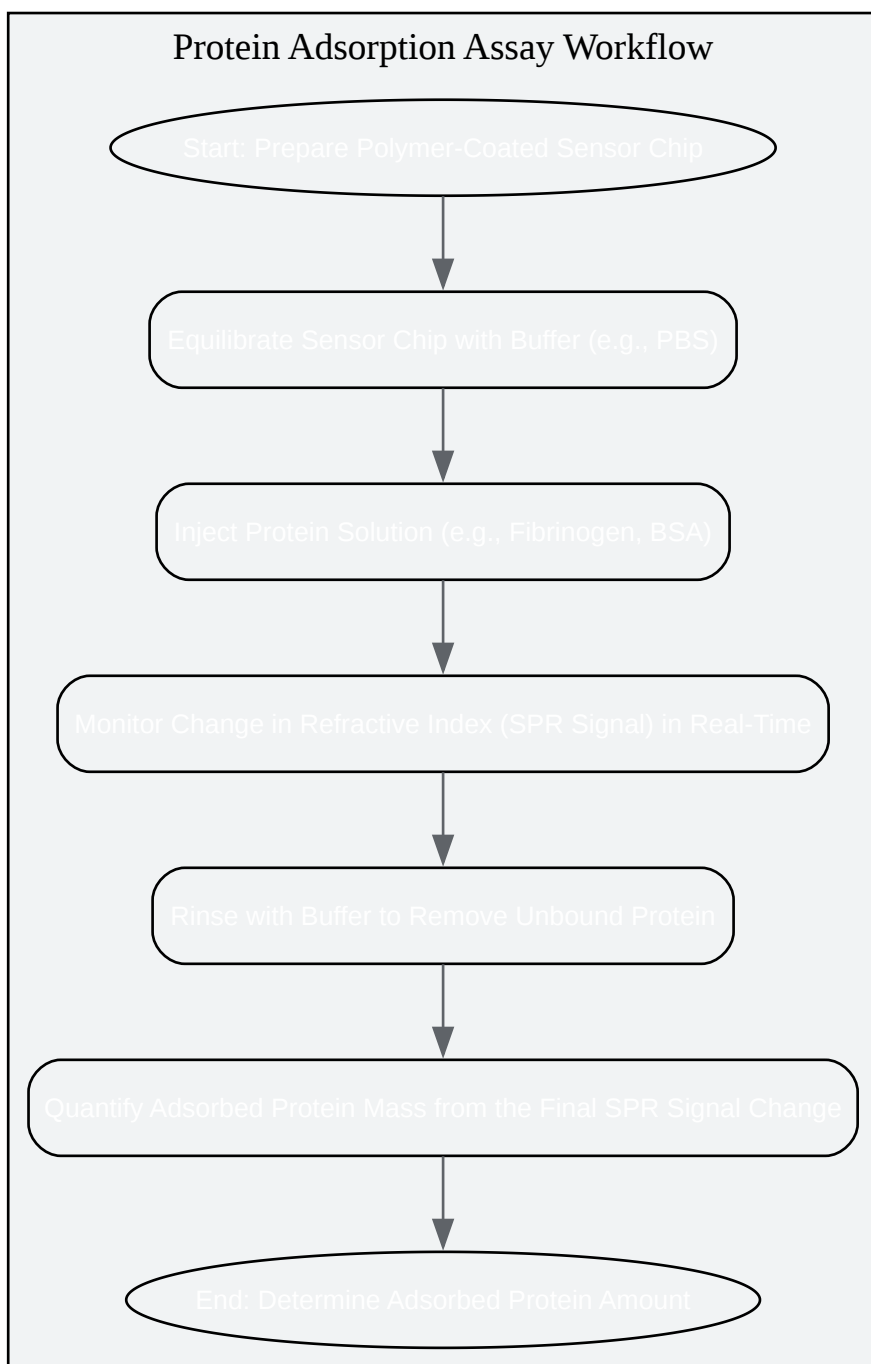 Protein Adsorption Assay Workflow
Start: Prepare Polymer-Coated Sensor Chip
Equilibrate Sensor Chip with Buffer (e.g., PBS)
Inject Protein Solution (e.g., Fibrinogen, BSA)
Monitor Change in Refractive Index (SPR Signal) in Real-Time
Rinse with Buffer to Remove Unbound Protein
Quantify Adsorbed Protein Mass from the Final SPR Signal Change
End: Determine Adsorbed Protein Amount